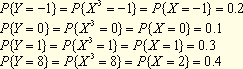 P{Y = −1} = P{X³ = −1} = P{X = −1} = 0.2
P{Y = 0} = P{X³ = 0} = P{X = 0} = 0.1
P{Y = 1} = P{X³ = 1} = P{X = 1} = 0.3
P{Y = 8} = P{X³ = 8} = P{X = 2} = 0.4